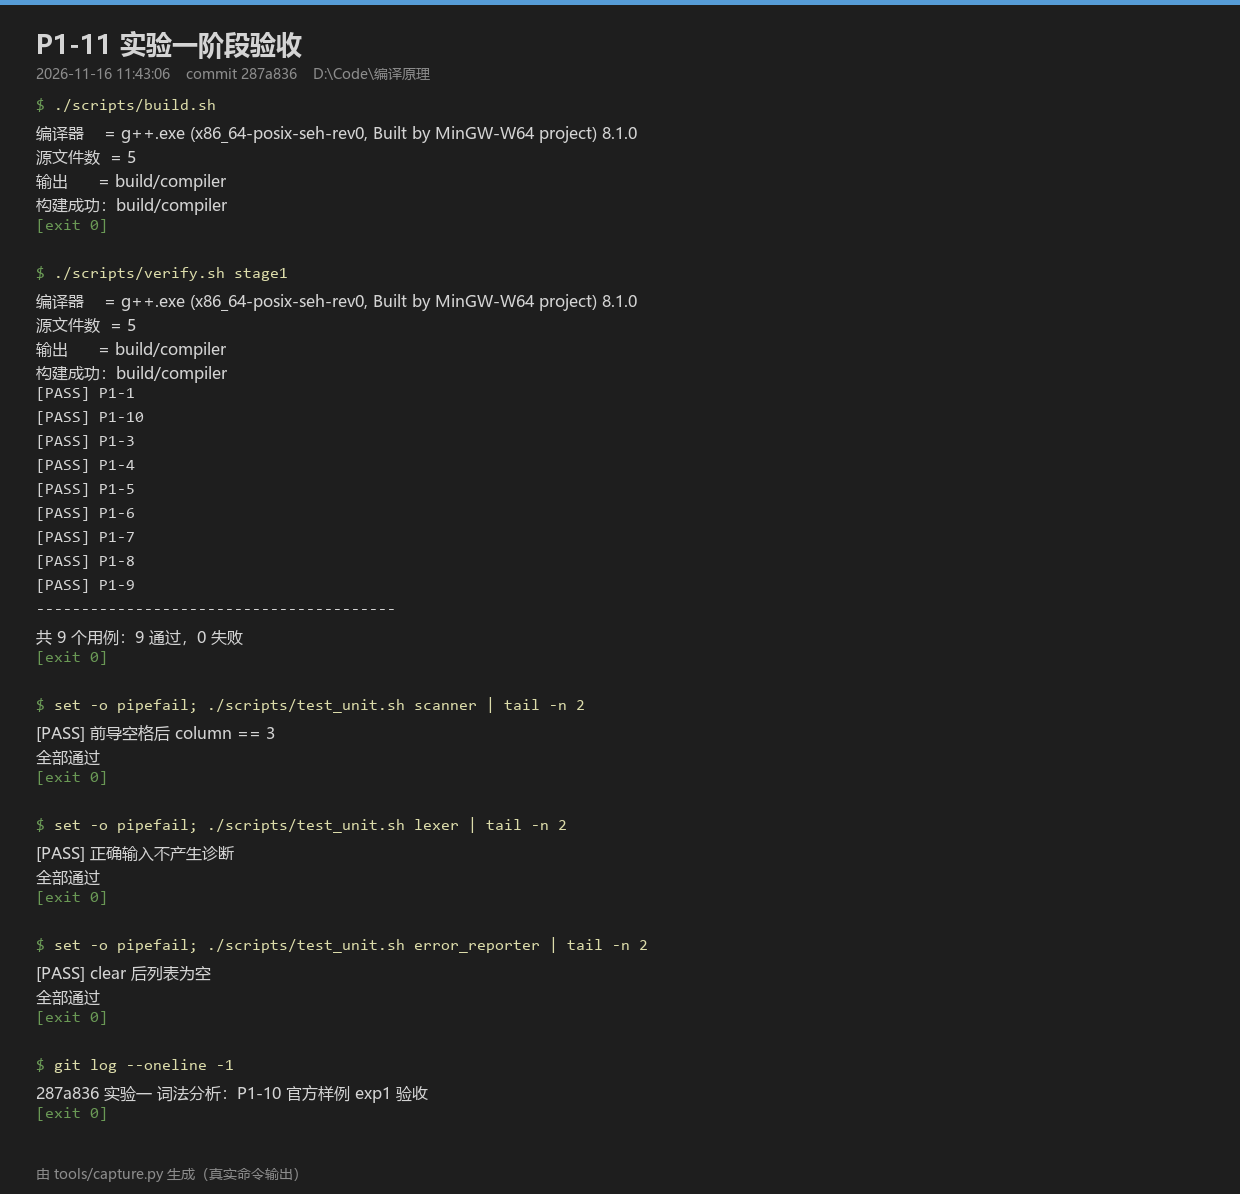 P1-11 实验一阶段验收
2026-11-16 11:43:06 commit 287a836 D:\Code\编译原理
$ ./scripts/build.sh
编译器 = g++.exe (x86_64-posix-seh-rev0, Built by MinGW-W64 project) 8.1.0
源文件数 = 5
输出 = build/compiler
构建成功：build/compiler
[exit 0]
$ ./scripts/verify.sh stage1
编译器 = g++.exe (x86_64-posix-seh-rev0, Built by MinGW-W64 project) 8.1.0
源文件数 = 5
输出 = build/compiler
构建成功：build/compiler
[PASS] P1-1
[PASS] P1-10
[PASS] P1-3
[PASS] P1-4
[PASS] P1-5
[PASS] P1-6
[PASS] P1-7
[PASS] P1-8
[PASS] P1-9
----------------------------------------
共 9 个用例：9 通过，0 失败
[exit 0]
$ set -o pipefail; ./scripts/test_unit.sh scanner | tail -n 2
[PASS] 前导空格后 column == 3
全部通过
[exit 0]
$ set -o pipefail; ./scripts/test_unit.sh lexer | tail -n 2
[PASS] 正确输入不产生诊断
全部通过
[exit 0]
$ set -o pipefail; ./scripts/test_unit.sh error_reporter | tail -n 2
[PASS] clear 后列表为空
全部通过
[exit 0]
$ git log --oneline -1
287a836 实验一 词法分析：P1-10 官方样例 exp1 验收
[exit 0]
由 tools/capture.py 生成（真实命令输出）